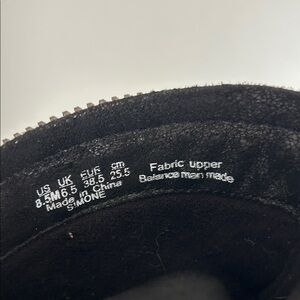 US UK EUR cm
8.5M 6.5 38.5 25.5
Made in China
SIMONE
Fabric upper
Balance man made